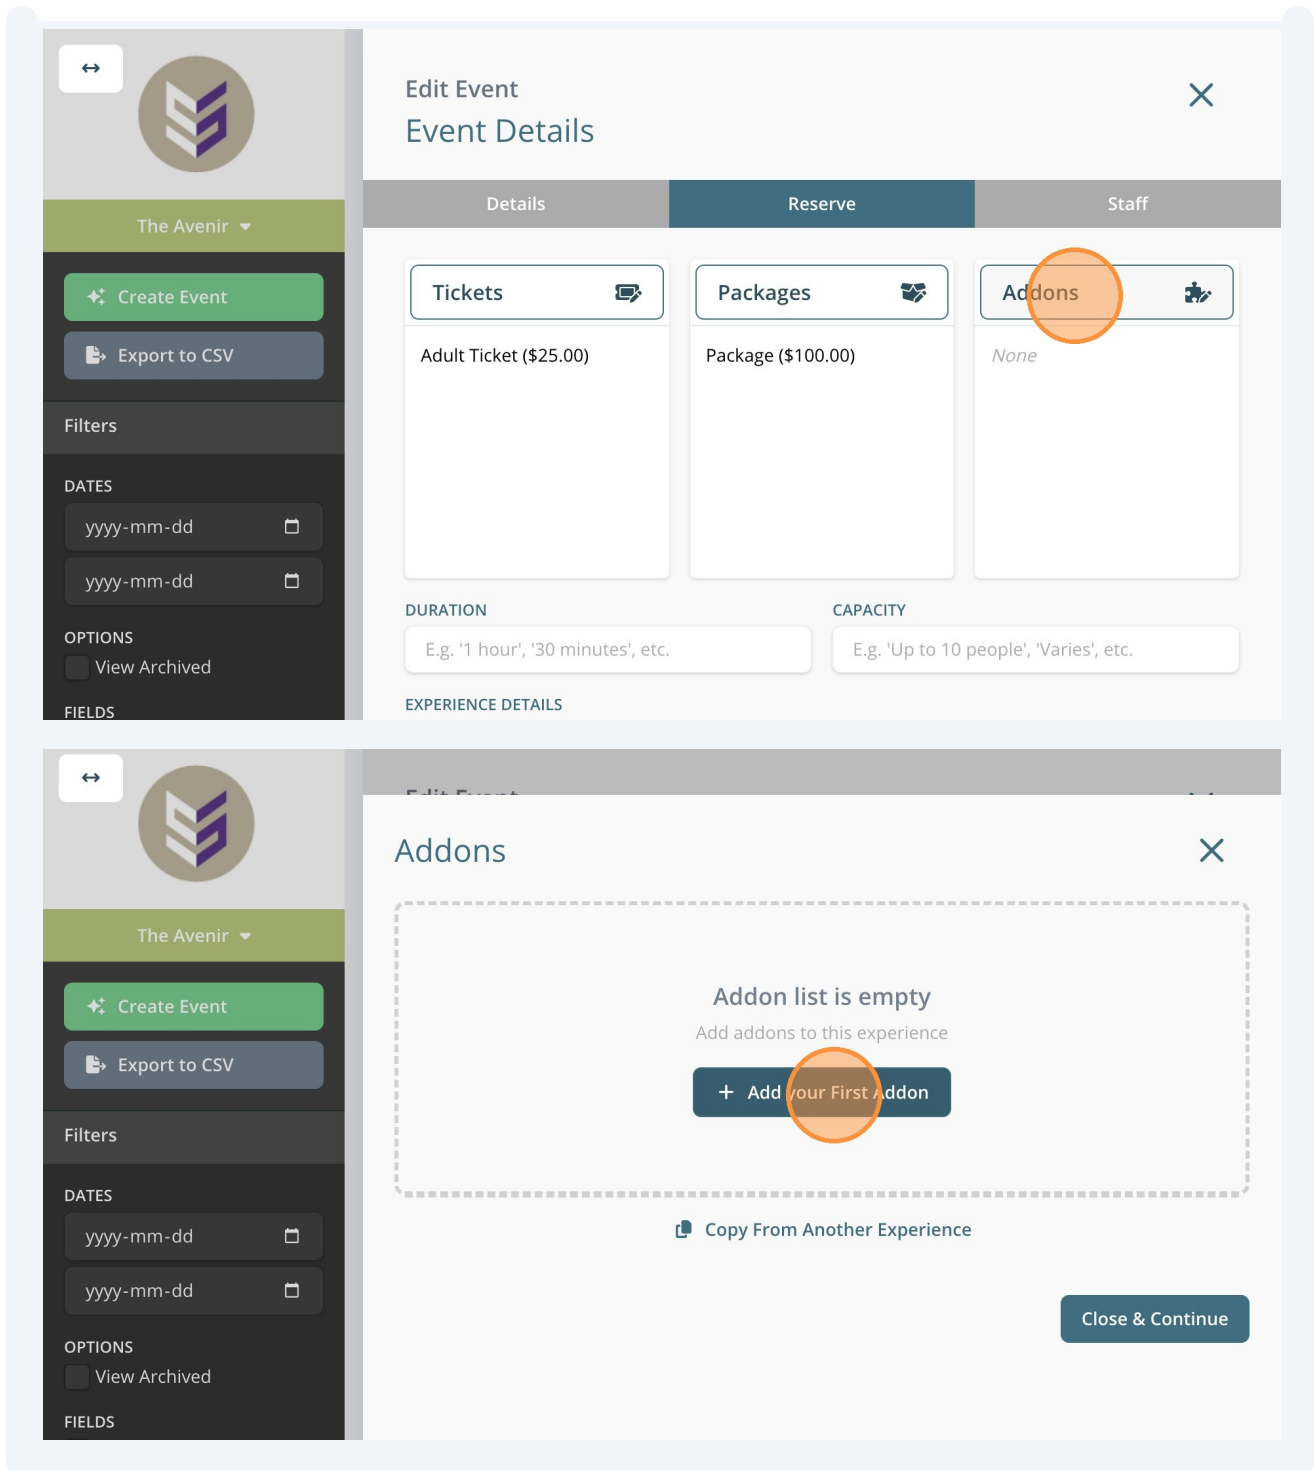 Edit Event
Event Details
The Avenir
Details
Reserve
Staff
Create Event
Export to CSV
Tickets
Packages
Addons
Adult Ticket ($25.00)
Package ($100.00)
None
Filters
DATES
yyyy-mm-dd
yyyy-mm-dd
OPTIONS
View Archived
FIELDS
DURATION
CAPACITY
E.g. '1 hour', '30 minutes', etc.
E.g. 'Up to 10 people', 'Varies', etc.
EXPERIENCE DETAILS
Edit Event
Addons
The Avenir
Create Event
Export to CSV
Filters
DATES
yyyy-mm-dd
yyyy-mm-dd
OPTIONS
View Archived
FIELDS
Addon list is empty
Add addons to this experience
+ Add your First Addon
Copy From Another Experience
Close & Continue